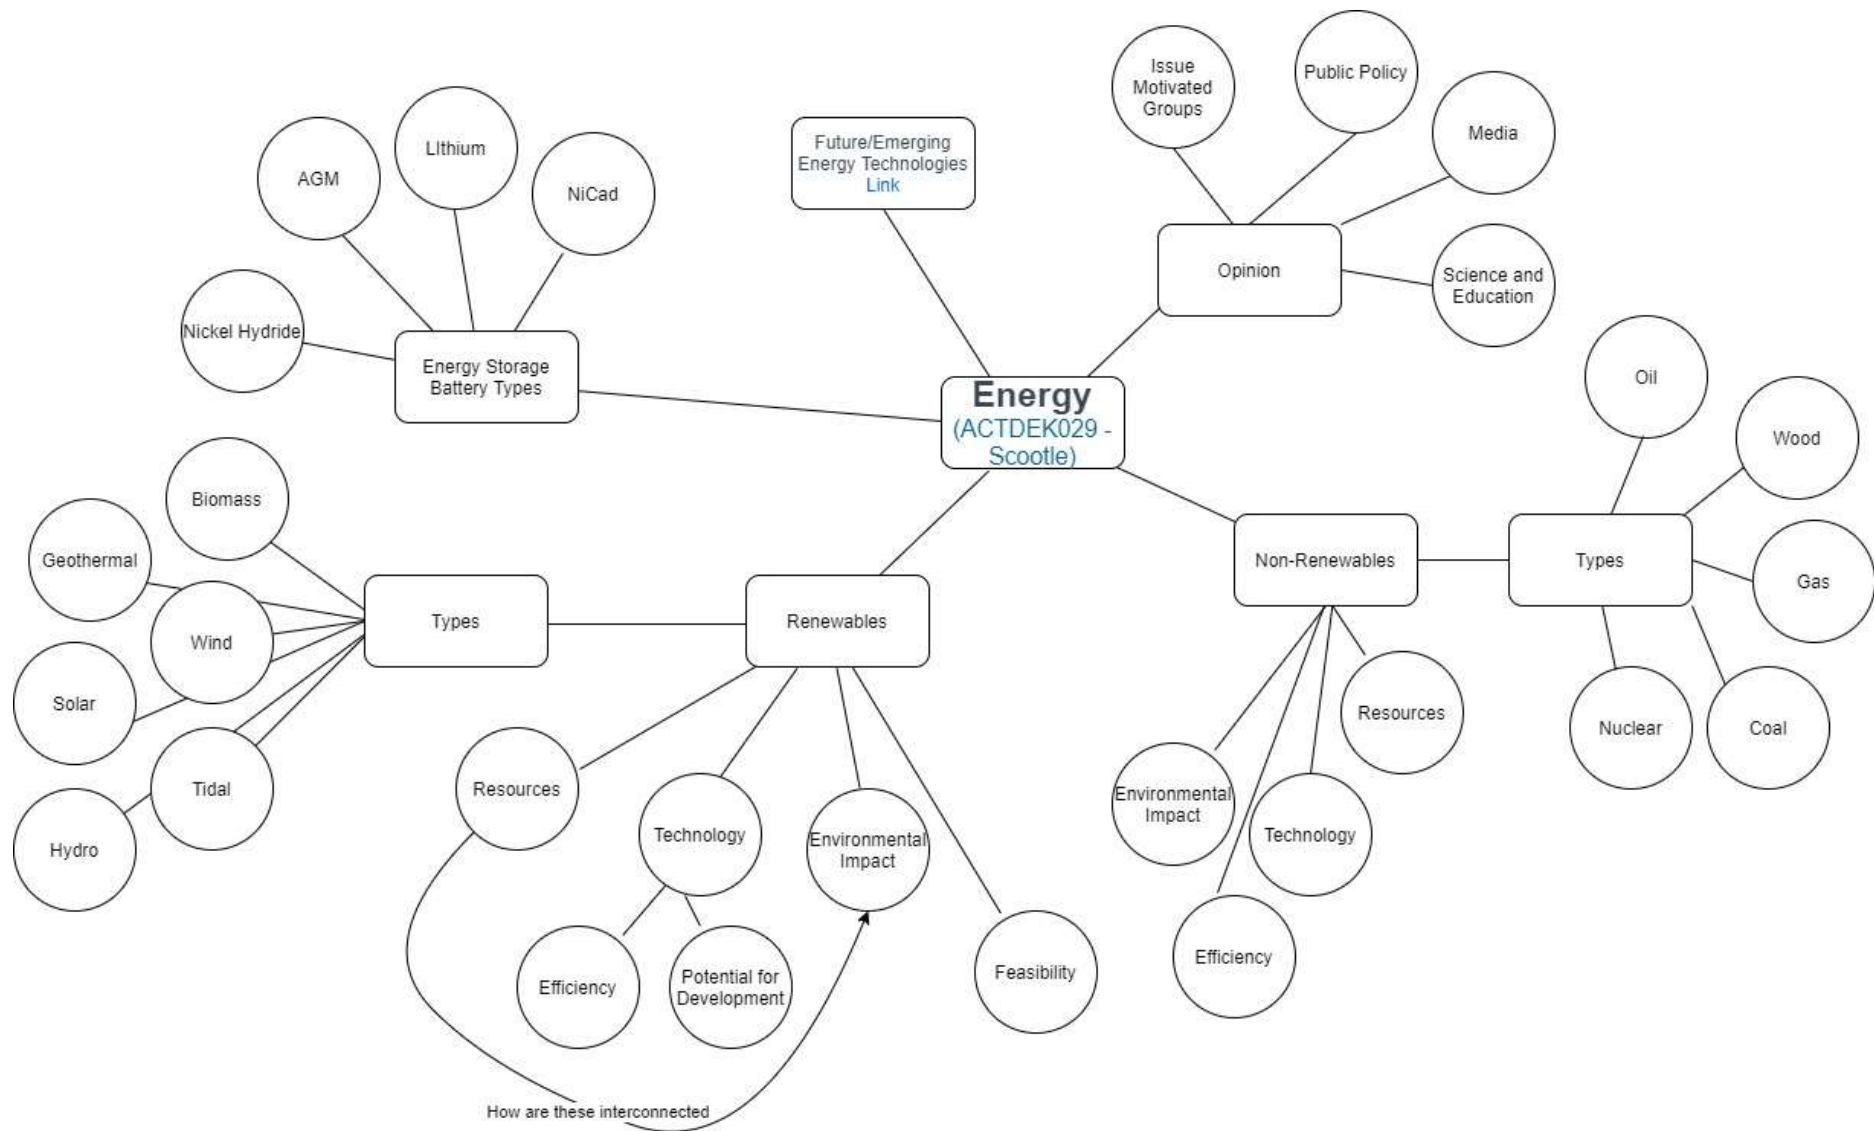 Issue
Motivated
Groups
Public Policy
Media
Science and
Education
Opinion
Future/Emerging
Energy Technologies
Link
LIthium
AGM
NiCad
Nickel Hydride
Energy Storage
Battery Types
Energy
(ACTDEK029 -
Scootle)
Oil
Wood
Gas
Coal
Nuclear
Types
Non-Renewables
Resources
Environmental
Impact
Technology
Efficiency
Biomass
Geothermal
Wind
Solar
Tidal
Hydro
Types
Renewables
Resources
Technology
Environmental
Impact
Efficiency
Potential for
Development
Feasibility
How are these interconnected